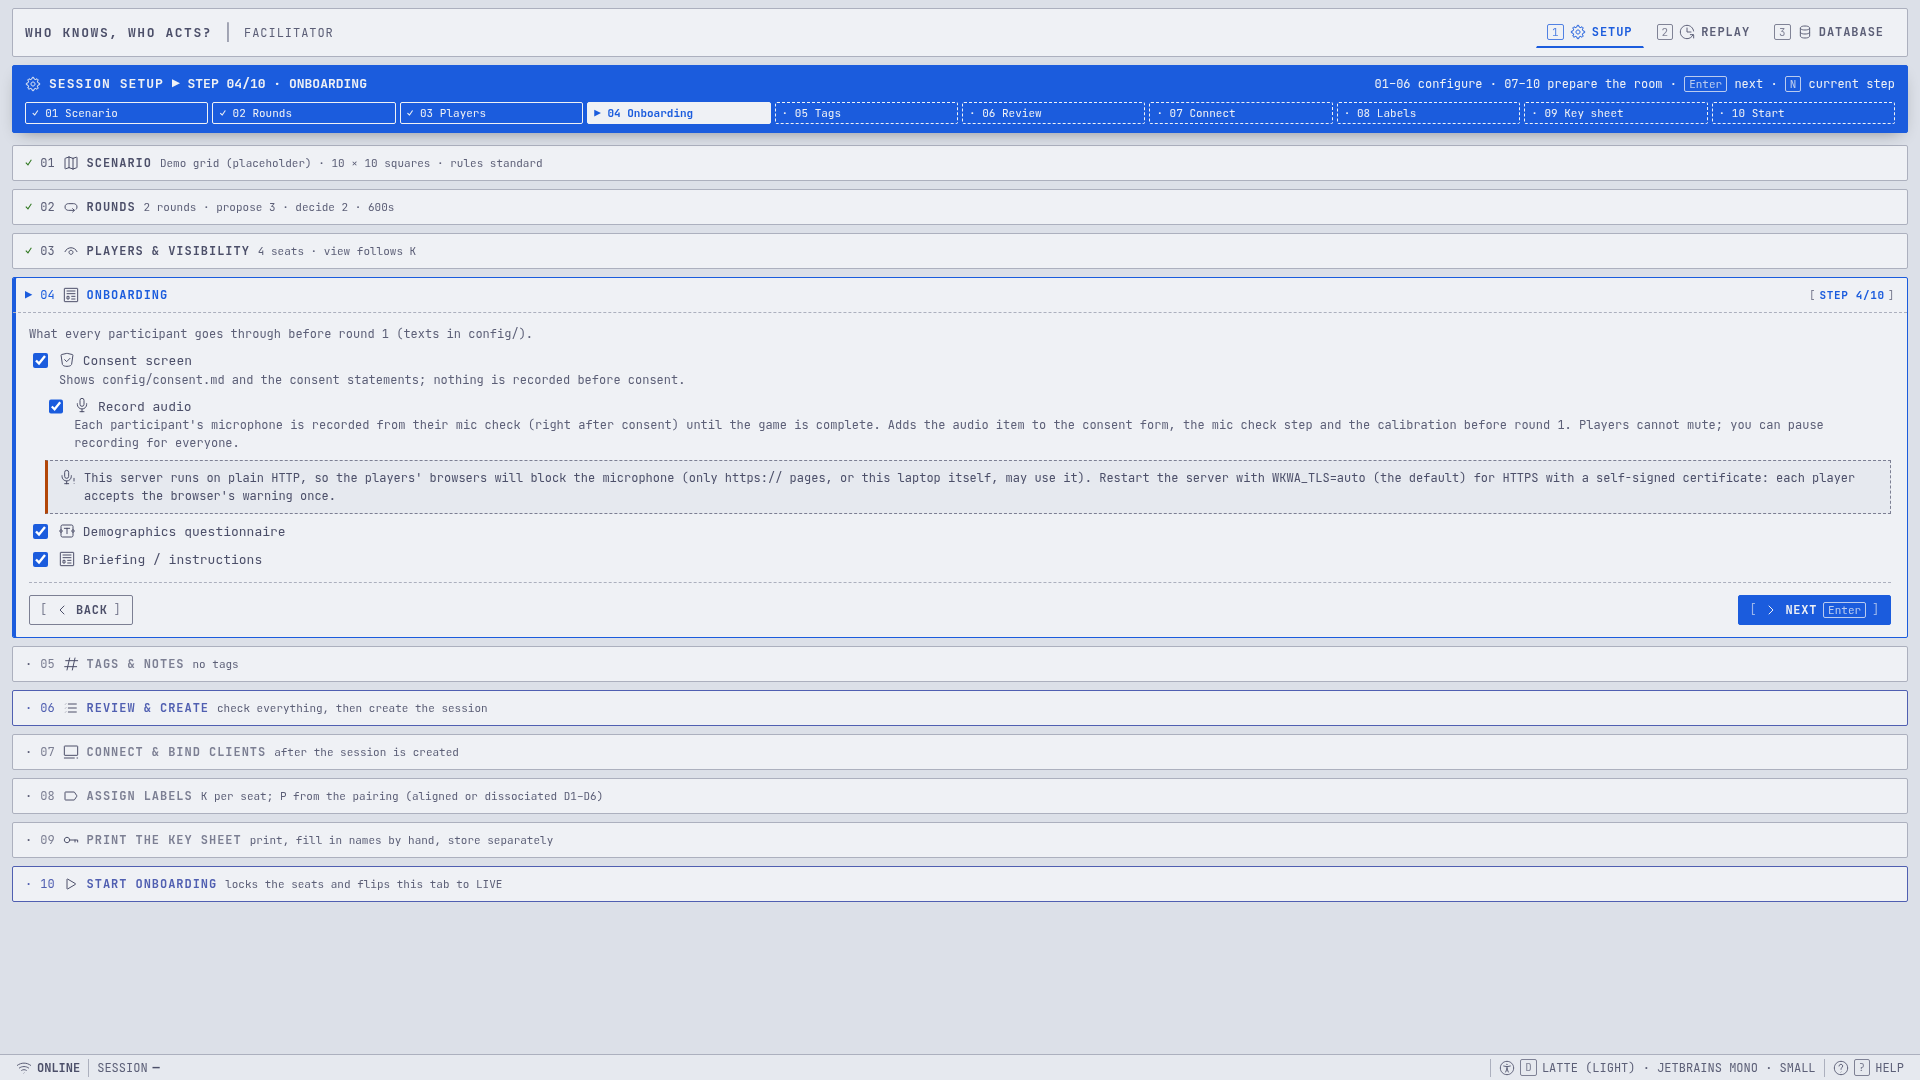 WHO KNOWS, WHO ACTS? FACILITATOR 1 SETUP 2 REPLAY 3 DATABASE
SESSION SETUP ▶ STEP 04/10 · ONBOARDING 01–06 configure · 07–10 prepare the room · Enter next · N current step
✓ 01 Scenario ✓ 02 Rounds ✓ 03 Players ▶ 04 Onboarding · 05 Tags · 06 Review · 07 Connect · 08 Labels · 09 Key sheet · 10 Start
✓ 01 SCENARIO Demo grid (placeholder) · 10 × 10 squares · rules standard
✓ 02 ROUNDS 2 rounds · propose 3 · decide 2 · 600s
✓ 03 PLAYERS & VISIBILITY 4 seats · view follows K
▶ 04 ONBOARDING [ STEP 4/10 ]
What every participant goes through before round 1 (texts in config/).
Consent screen
Shows config/consent.md and the consent statements; nothing is recorded before consent.
Record audio
Each participant's microphone is recorded from their mic check (right after consent) until the game is complete. Adds the audio item to the consent form, the mic check step and the calibration before round 1. Players cannot mute; you can pause
recording for everyone.
This server runs on plain HTTP, so the players' browsers will block the microphone (only https:// pages, or this laptop itself, may use it). Restart the server with WKWA_TLS=auto (the default) for HTTPS with a self-signed certificate: each player
accepts the browser's warning once.
Demographics questionnaire
Briefing / instructions
[ < BACK ] [ > NEXT Enter ]
· 05 TAGS & NOTES no tags
· 06 REVIEW & CREATE check everything, then create the session
· 07 CONNECT & BIND CLIENTS after the session is created
· 08 ASSIGN LABELS K per seat; P from the pairing (aligned or dissociated D1–D6)
· 09 PRINT THE KEY SHEET print, fill in names by hand, store separately
· 10 START ONBOARDING locks the seats and flips this tab to LIVE
ONLINE SESSION — D LATTE (LIGHT) · JETBRAINS MONO · SMALL ? HELP